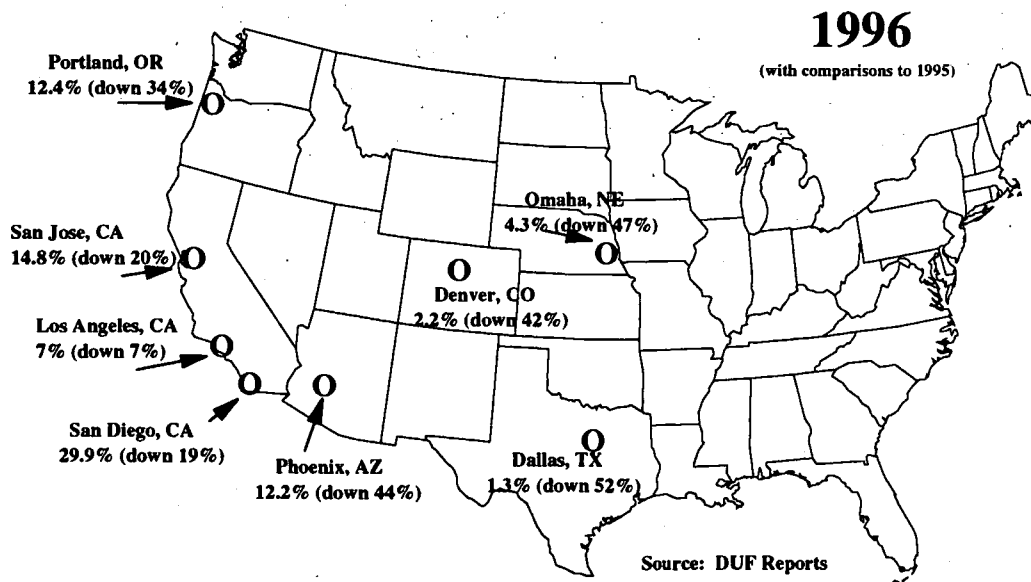 1996
(with comparisons to 1995)
Portland, OR
12.4% (down 34%)
Omaha, NE
4.3% (down 47%)
San Jose, CA
14.8% (down 20%)
Denver, CO
2.2% (down 42%)
Los Angeles, CA
7% (down 7%)
San Diego, CA
29.9% (down 19%)
Phoenix, AZ
12.2% (down 44%)
Dallas, TX
1.3% (down 52%)
Source: DUF Reports